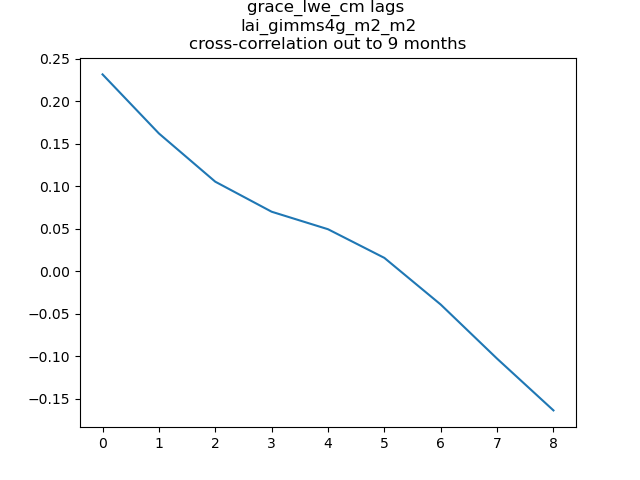 grace_lwe_cm lags
lai_gimms4g_m2_m2
cross-correlation out to 9 months
0.25
0.20
0.15
0.10
0.05
0.00
−0.05
−0.10
−0.15
0 1 2 3 4 5 6 7 8